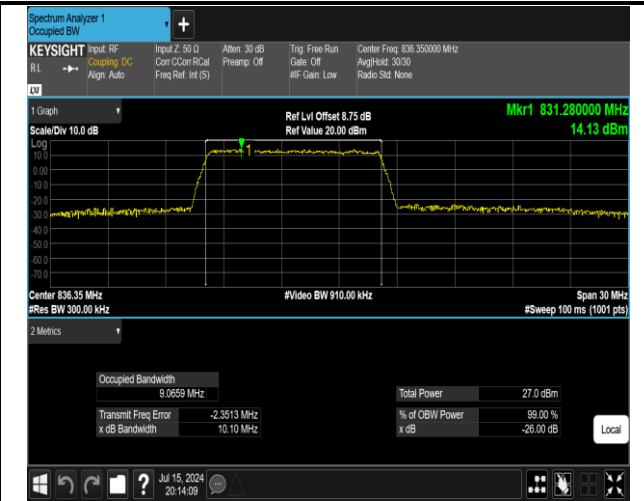 Spectrum Analyzer 1
Occupied BW
+
KEYSIGHT Input: RF Input Z: 50 Ω Atten: 30 dB Trig: Free Run Center Freq: 836.350000 MHz
RL Coupling: DC Corr CCorr RCal Preamp: Off Gate: Off Avg|Hold: 30/30
Align: Auto Freq Ref: Int (S) #IF Gain: Low Radio Std: None
LXI
1 Graph Ref Lvl Offset 8.75 dB Mkr1 831.280000 MHz
Scale/Div 10.0 dB Ref Value 20.00 dBm 14.13 dBm
Log
10.0
1
0.00
-10.0
-20.0
-30.0
-40.0
-50.0
-60.0
-70.0
Center 836.35 MHz #Video BW 910.00 kHz Span 30 MHz
#Res BW 300.00 kHz #Sweep 100 ms (1001 pts)
2 Metrics
Occupied Bandwidth
9.0659 MHz Total Power 27.0 dBm
Transmit Freq Error -2.3513 MHz % of OBW Power 99.00 %
x dB Bandwidth 10.10 MHz x dB -26.00 dB
Local
? Jul 15, 2024
20:14:09